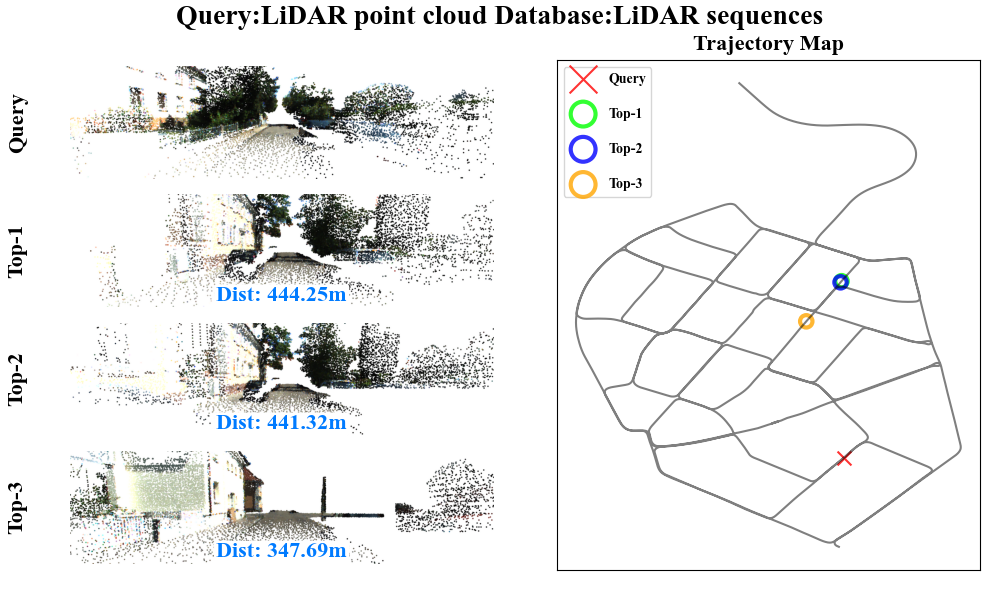 Query:LiDAR point cloud Database:LiDAR sequences
Trajectory Map
Query
Top-1
Dist: 444.25m
Top-2
Dist: 441.32m
Top-3
Dist: 347.69m
Query
Top-1
Top-2
Top-3